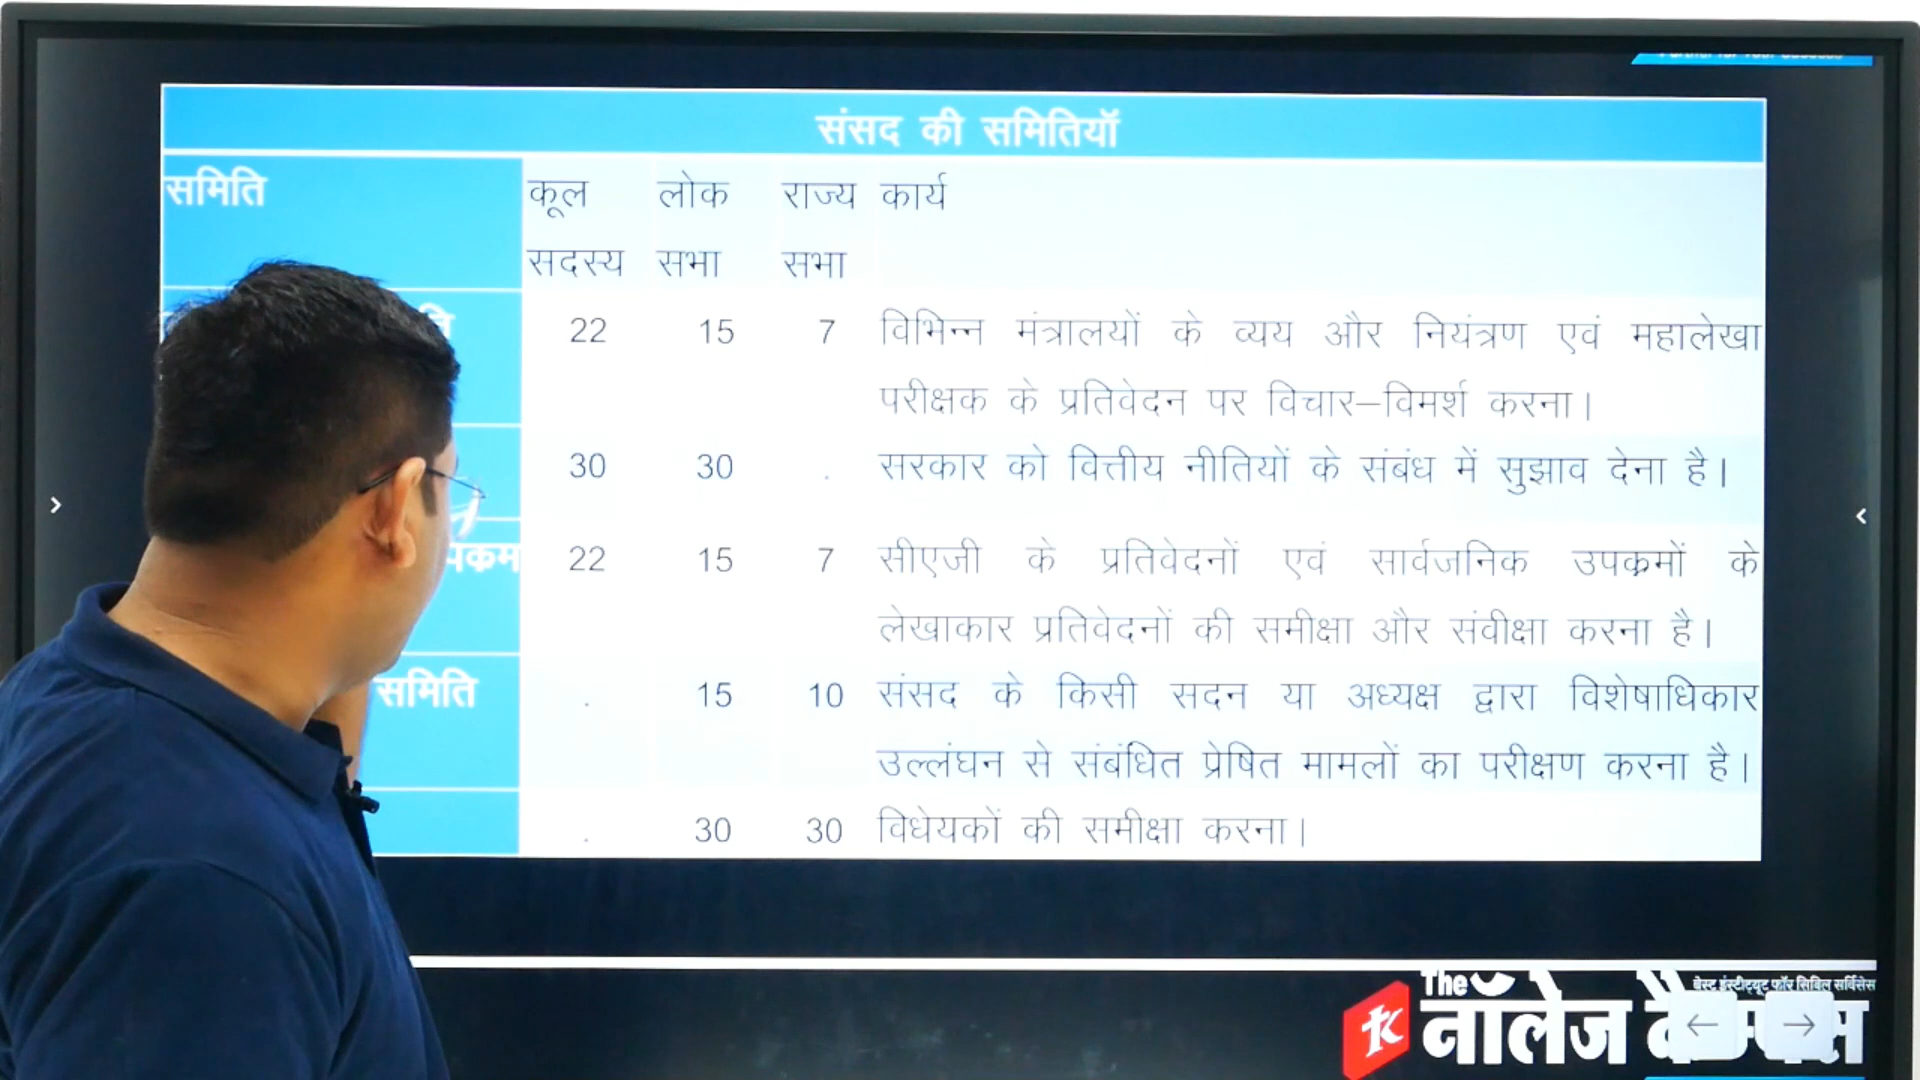 संसद की समितियॉ
समिति
कूल सदस्य
लोक सभा
राज्य सभा
कार्य
22 15 7 विभिन्न मंत्रालयों के व्यय और नियंत्रण एवं महालेखा
परीक्षक के प्रतिवेदन पर विचार–विमर्श करना।
30 30 . सरकार को वित्तीय नीतियों के संबंध में सुझाव देना है।
22 15 7 सीएजी के प्रतिवेदनों एवं सार्वजनिक उपक्रमों के
लेखाकार प्रतिवेदनों की समीक्षा और संवीक्षा करना है।
समिति . 15 10 संसद के किसी सदन या अध्यक्ष द्वारा विशेषाधिकार
उल्लंघन से संबंधित प्रेषित मामलों का परीक्षण करना है।
. 30 30 विधेयकों की समीक्षा करना।
The
बेस्ट इंस्टीट्यूट फॉर सिविल सर्विसेस
नॉलेज